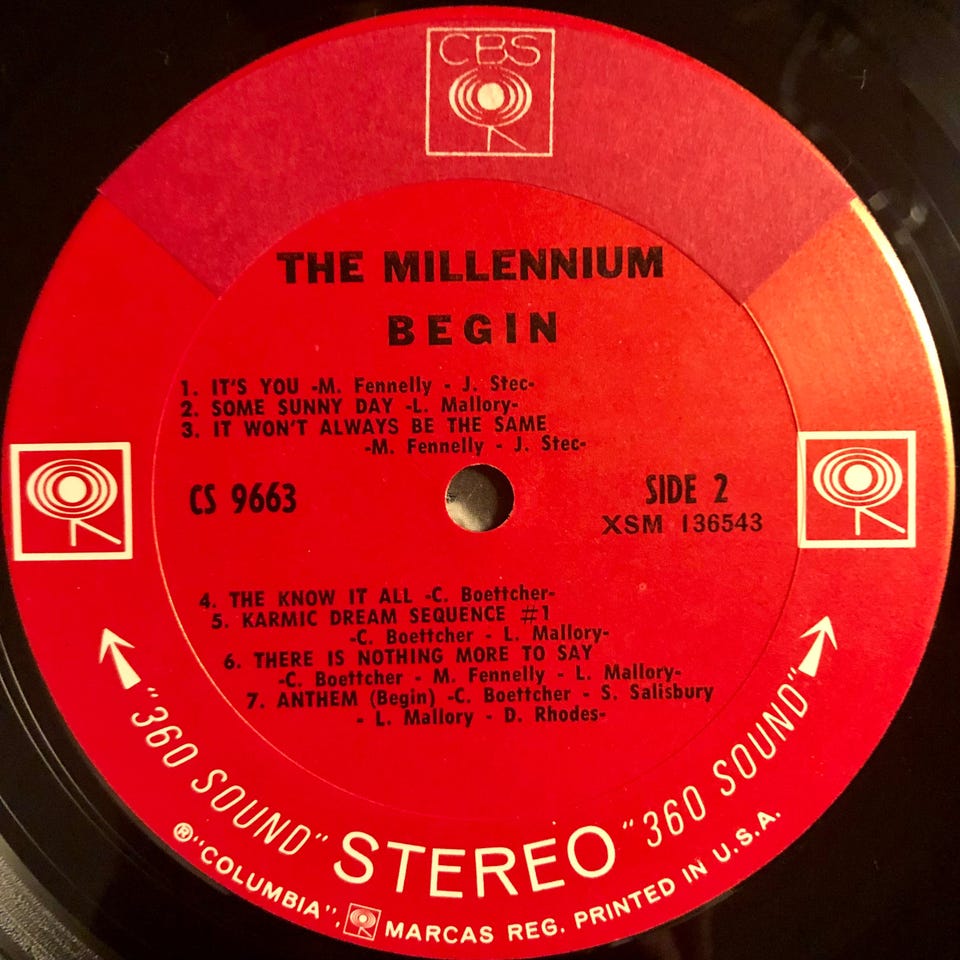 CBS
THE MILLENNIUM
BEGIN
1. IT'S YOU -M. Fennelly - J. Stec-
2. SOME SUNNY DAY -L. Mallory-
3. IT WON'T ALWAYS BE THE SAME
-M. Fennelly - J. Stec-
CS 9663
SIDE 2
XSM 136543
4. THE KNOW IT ALL -C. Boettcher-
5. KARMIC DREAM SEQUENCE #1
-C. Boettcher - L. Mallory-
6. THERE IS NOTHING MORE TO SAY
-C. Boettcher - M. Fennelly - L. Mallory-
7. ANTHEM (Begin) -C. Boettcher - S. Salisbury
- L. Mallory - D. Rhodes-
"360 SOUND" STEREO "360 SOUND"
®"COLUMBIA", MARCAS REG. PRINTED IN U.S.A.